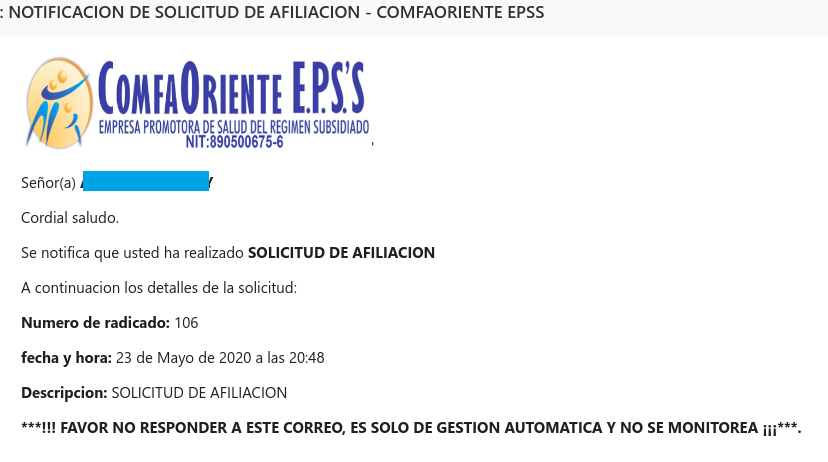 : NOTIFICACION DE SOLICITUD DE AFILIACION - COMFAORIENTE EPSS
COMFAORIENTE E.P.S.'S
EMPRESA PROMOTORA DE SALUD DEL REGIMEN SUBSIDIADO
NIT:890500675-6
Señor(a)
Cordial saludo.
Se notifica que usted ha realizado SOLICITUD DE AFILIACION
A continuacion los detalles de la solicitud:
Numero de radicado: 106
fecha y hora: 23 de Mayo de 2020 a las 20:48
Descripcion: SOLICITUD DE AFILIACION
***!!! FAVOR NO RESPONDER A ESTE CORREO, ES SOLO DE GESTION AUTOMATICA Y NO SE MONITOREA ¡¡¡***.